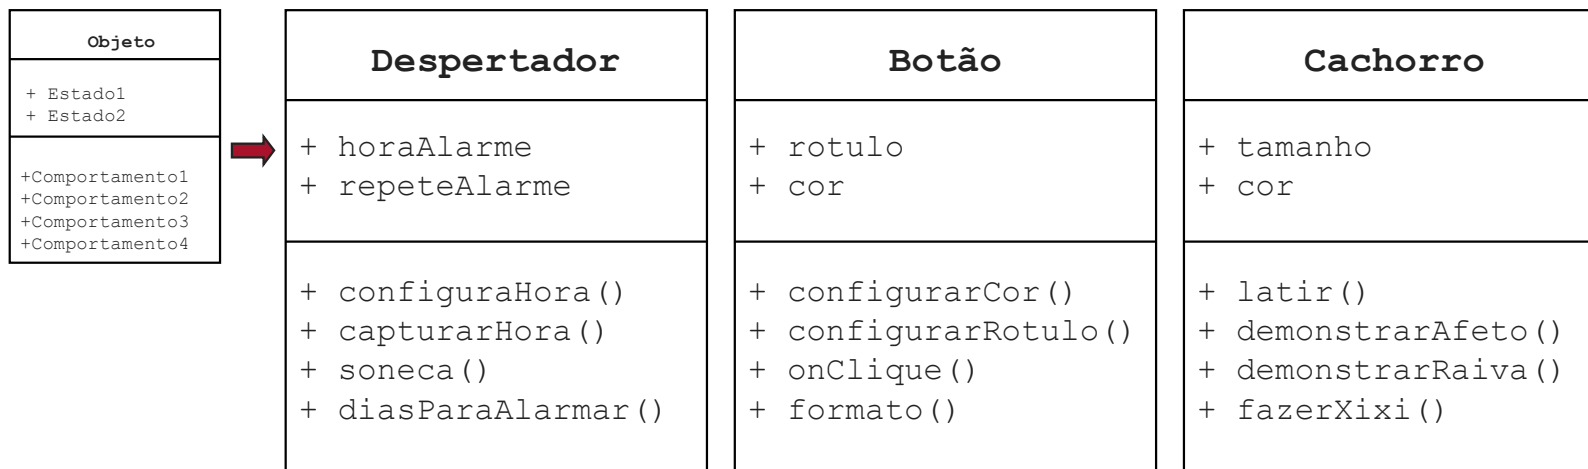 Objeto
+ Estado1
+ Estado2
+Comportamento1
+Comportamento2
+Comportamento3
+Comportamento4
Despertador
+ horaAlarme
+ repeteAlarme
+ configuraHora()
+ capturarHora()
+ soneca()
+ diasParaAlarmar()
Botão
+ rotulo
+ cor
+ configurarCor()
+ configurarRotulo()
+ onClique()
+ formato()
Cachorro
+ tamanho
+ cor
+ latir()
+ demonstrarAfeto()
+ demonstrarRaiva()
+ fazerXixi()